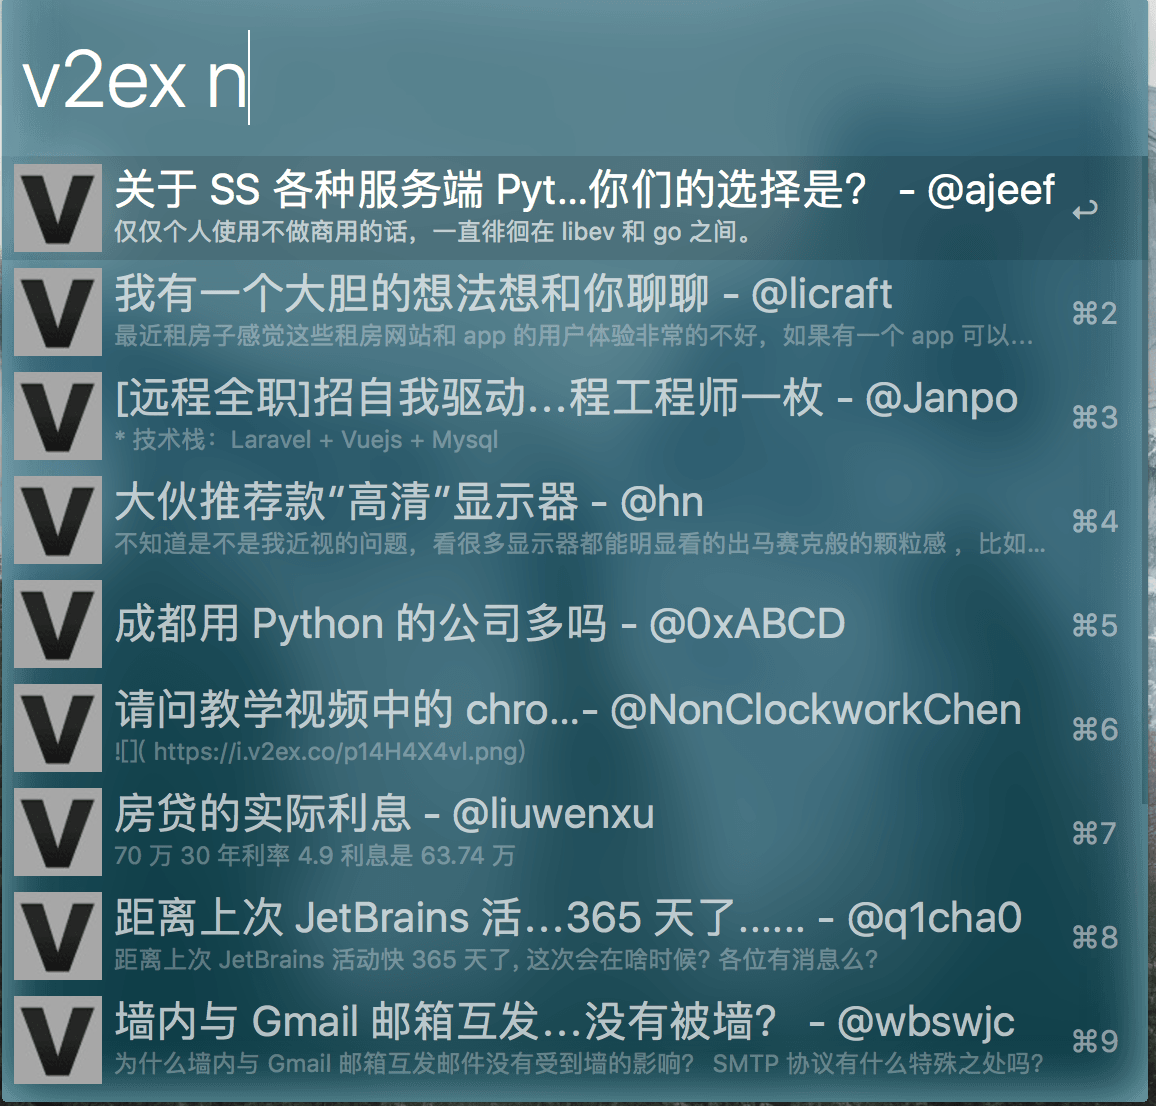 v2ex n
关于 SS 各种服务端 Pyt...你们的选择是？ - @ajeef
↩
仅仅个人使用不做商用的话，一直徘徊在 libev 和 go 之间。
我有一个大胆的想法想和你聊聊 - @licraft
⌘2
最近租房子感觉这些租房网站和 app 的用户体验非常的不好，如果有一个 app 可以...
[远程全职]招自我驱动...程工程师一枚 - @Janpo
⌘3
* 技术栈：Laravel + Vuejs + Mysql
大伙推荐款“高清”显示器 - @hn
⌘4
不知道是不是我近视的问题，看很多显示器都能明显看的出马赛克般的颗粒感 ，比如...
成都用 Python 的公司多吗 - @0xABCD
⌘5
请问教学视频中的 chro...- @NonClockworkChen
⌘6
![]( https://i.v2ex.co/p14H4X4vl.png)
房贷的实际利息 - @liuwenxu
⌘7
70 万 30 年利率 4.9 利息是 63.74 万
距离上次 JetBrains 活...365 天了...... - @q1cha0
⌘8
距离上次 JetBrains 活动快 365 天了, 这次会在啥时候? 各位有消息么?
墙内与 Gmail 邮箱互发...没有被墙？ - @wbswjc
⌘9
为什么墙内与 Gmail 邮箱互发邮件没有受到墙的影响？ SMTP 协议有什么特殊之处吗?